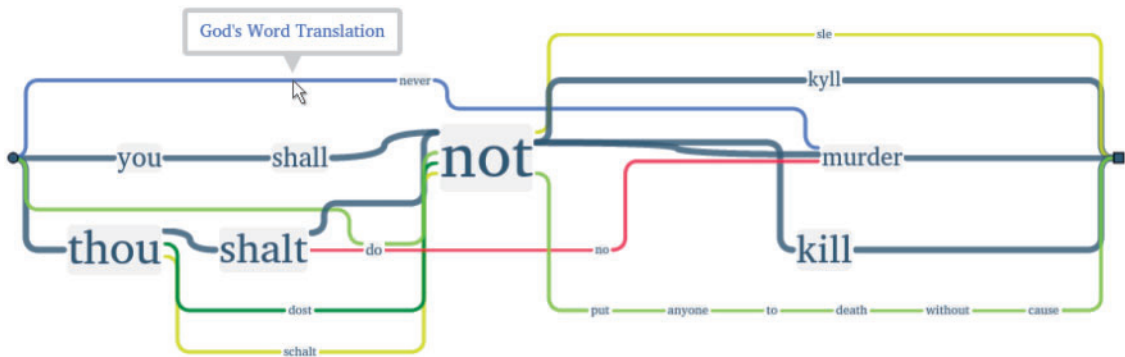 God's Word Translation
sle
never
kyll
you shall not murder
thou shalt do no kill
dost put anyone to death without cause
schalt